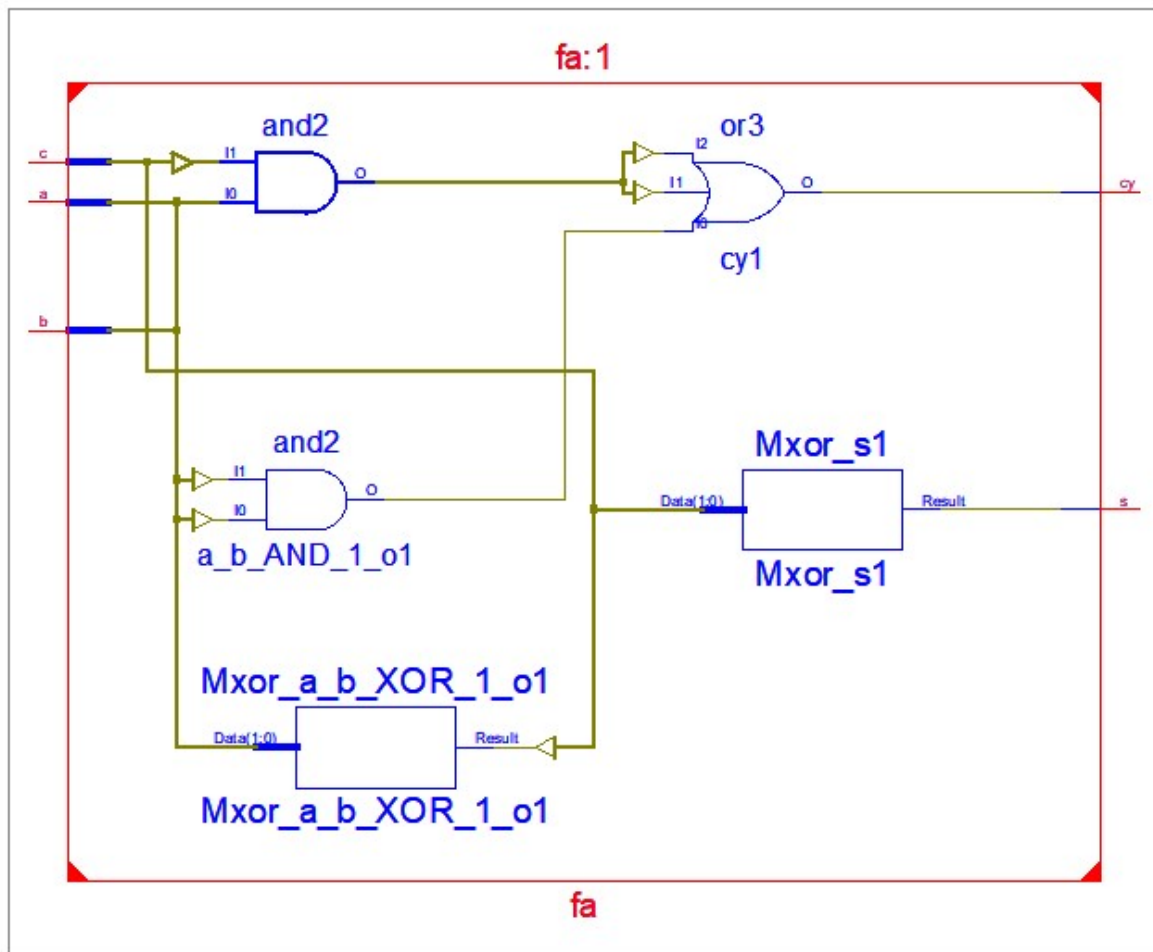 fa:1
and2
or3
c
I1
O
I2
I1
O
a
I0
cy
I0
cy1
b
and2
I1
O
I0
a_b_AND_1_o1
Mxor_s1
Data(1:0)
Result
s
Mxor_s1
Mxor_a_b_XOR_1_o1
Data(1:0)
Result
Mxor_a_b_XOR_1_o1
fa